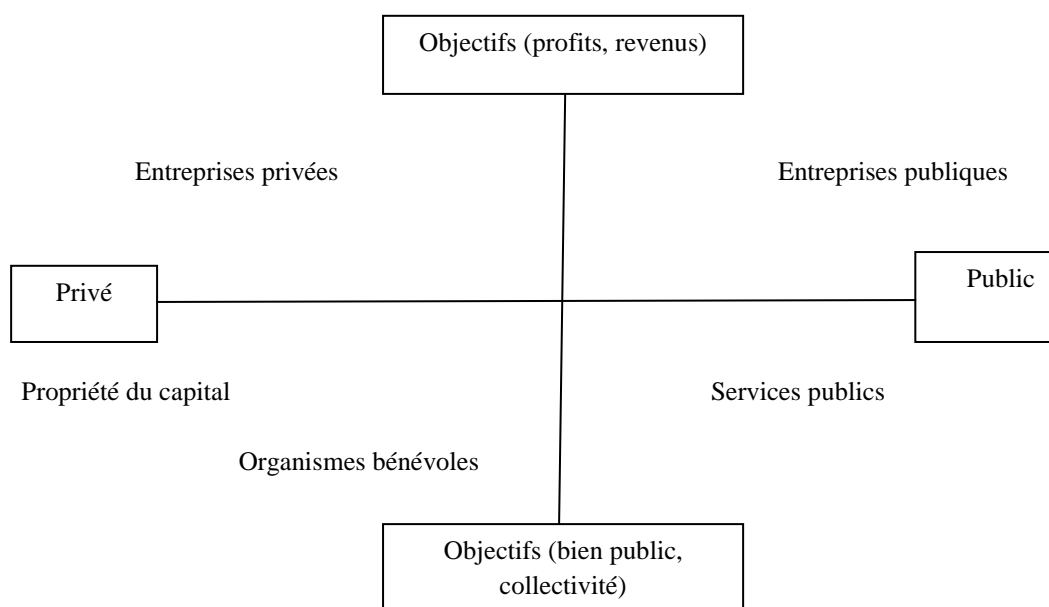 Objectifs (profits, revenus)
Entreprises privées
Entreprises publiques
Privé
Public
Propriété du capital
Services publics
Organismes bénévoles
Objectifs (bien public,
collectivité)